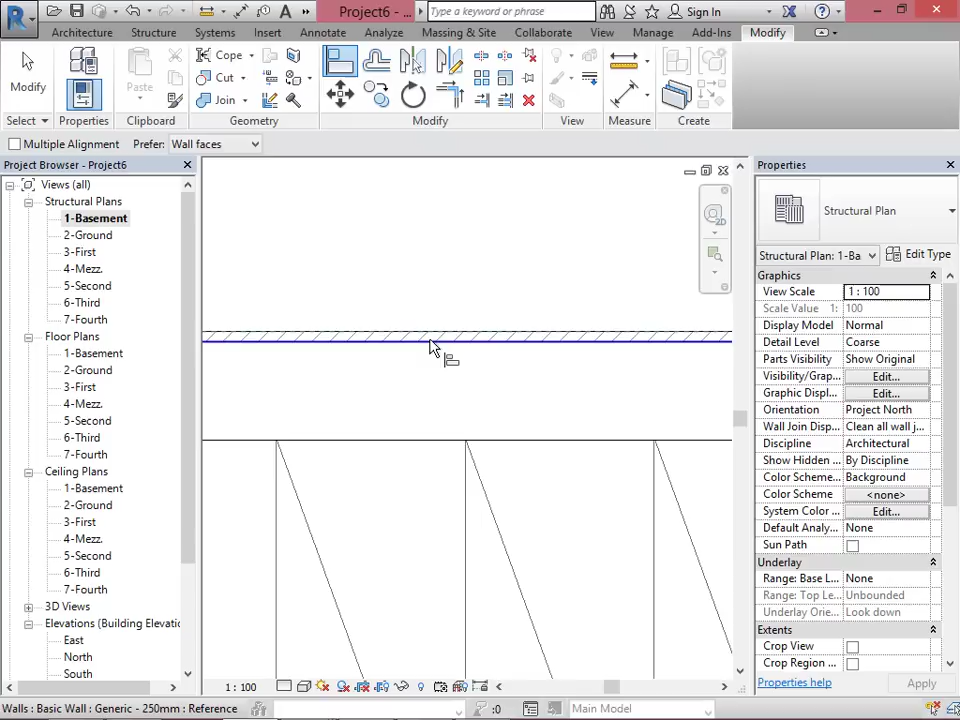 Project6 - ...
Type a keyword or phrase
Sign In
Architecture Structure Systems Insert Annotate Analyze Massing & Site Collaborate View Manage Add-Ins Modify
Modify
Paste
Cope
Cut
Join
Select Properties Clipboard Geometry Modify View Measure Create
Multiple Alignment Prefer: Wall faces
Project Browser - Project6
Views (all)
Structural Plans
1-Basement
2-Ground
3-First
4-Mezz.
5-Second
6-Third
7-Fourth
Floor Plans
1-Basement
2-Ground
3-First
4-Mezz.
5-Second
6-Third
7-Fourth
Ceiling Plans
1-Basement
2-Ground
3-First
4-Mezz.
5-Second
6-Third
7-Fourth
3D Views
Elevations (Building Elevatio
East
North
South
2D
Properties
Structural Plan
Structural Plan: 1-Ba Edit Type
Graphics
View Scale 1 : 100
Scale Value 1: 100
Display Model Normal
Detail Level Coarse
Parts Visibility Show Original
Visibility/Grap... Edit...
Graphic Displ... Edit...
Orientation Project North
Wall Join Disp... Clean all wall j...
Discipline Architectural
Show Hidden ... By Discipline
Color Scheme... Background
Color Scheme <none>
System Color ... Edit...
Default Analy... None
Sun Path
Underlay
Range: Base L... None
Range: Top Le... Unbounded
Underlay Orie... Look down
Extents
Crop View
Crop Region ...
Properties help Apply
1 : 100
Walls : Basic Wall : Generic - 250mm : Reference
:0
Main Model